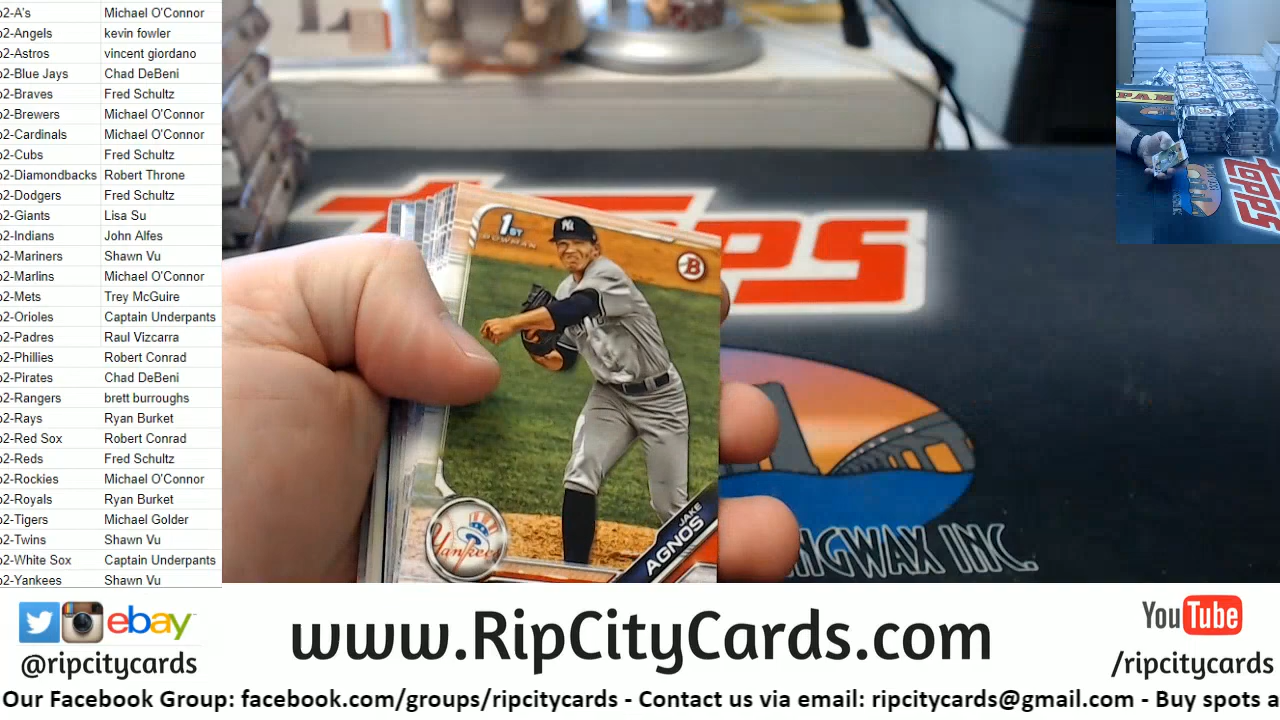 o2-A's Michael O'Connor
o2-Angels kevin fowler
o2-Astros vincent giordano
o2-Blue Jays Chad DeBeni
o2-Braves Fred Schultz
o2-Brewers Michael O'Connor
o2-Cardinals Michael O'Connor
o2-Cubs Fred Schultz
o2-Diamondbacks Robert Throne
o2-Dodgers Fred Schultz
o2-Giants Lisa Su
o2-Indians John Alfes
o2-Mariners Shawn Vu
o2-Marlins Michael O'Connor
o2-Mets Trey McGuire
o2-Orioles Captain Underpants
o2-Padres Raul Vizcarra
o2-Phillies Robert Conrad
o2-Pirates Chad DeBeni
o2-Rangers brett burroughs
o2-Rays Ryan Burket
o2-Red Sox Robert Conrad
o2-Reds Fred Schultz
o2-Rockies Michael O'Connor
o2-Royals Ryan Burket
o2-Tigers Michael Golder
o2-Twins Shawn Vu
o2-White Sox Captain Underpants
o2-Yankees Shawn Vu
1ST
BOWMAN
B
Yankees
JAKE
AGNOS
Topps
NGWAX INC.
Topps
ebay
@ripcitycards
www.RipCityCards.com
YouTube
/ripcitycards
Our Facebook Group: facebook.com/groups/ripcitycards - Contact us via email: ripcitycards@gmail.com - Buy spots a